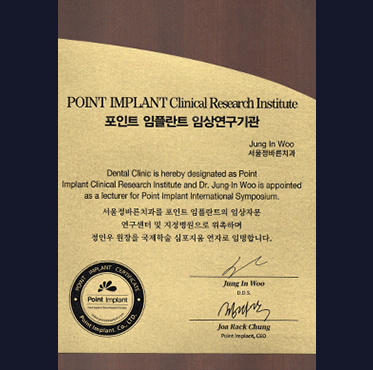 POINT IMPLANT Clinical Research Institute
포인트 임플란트 임상연구기관
Jung In Woo
서울정바른치과
Dental Clinic is hereby designated as Point
Implant Clinical Research Institute and Dr. Jung-In Woo is appointed
as a lecturer for Point Implant International Symposium.
서울정바른치과를 포인트 임플란트의 임상자문
연구센터 및 지정병원으로 위촉하며
정인우 원장을 국제학술 심포지움 연자로 임명합니다.
Jung In Woo
D.D.S.
Joa Rack Chung
Point Implant, CEO
POINT IMPLANT CERTIFICATE
Point Implant
Point Implant. Co., LTD.